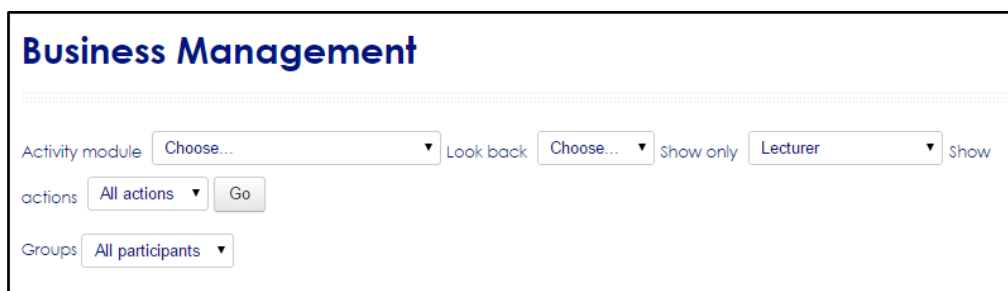 Business Management
Activity module Choose... Look back Choose... Show only Lecturer Show
actions All actions Go
Groups All participants